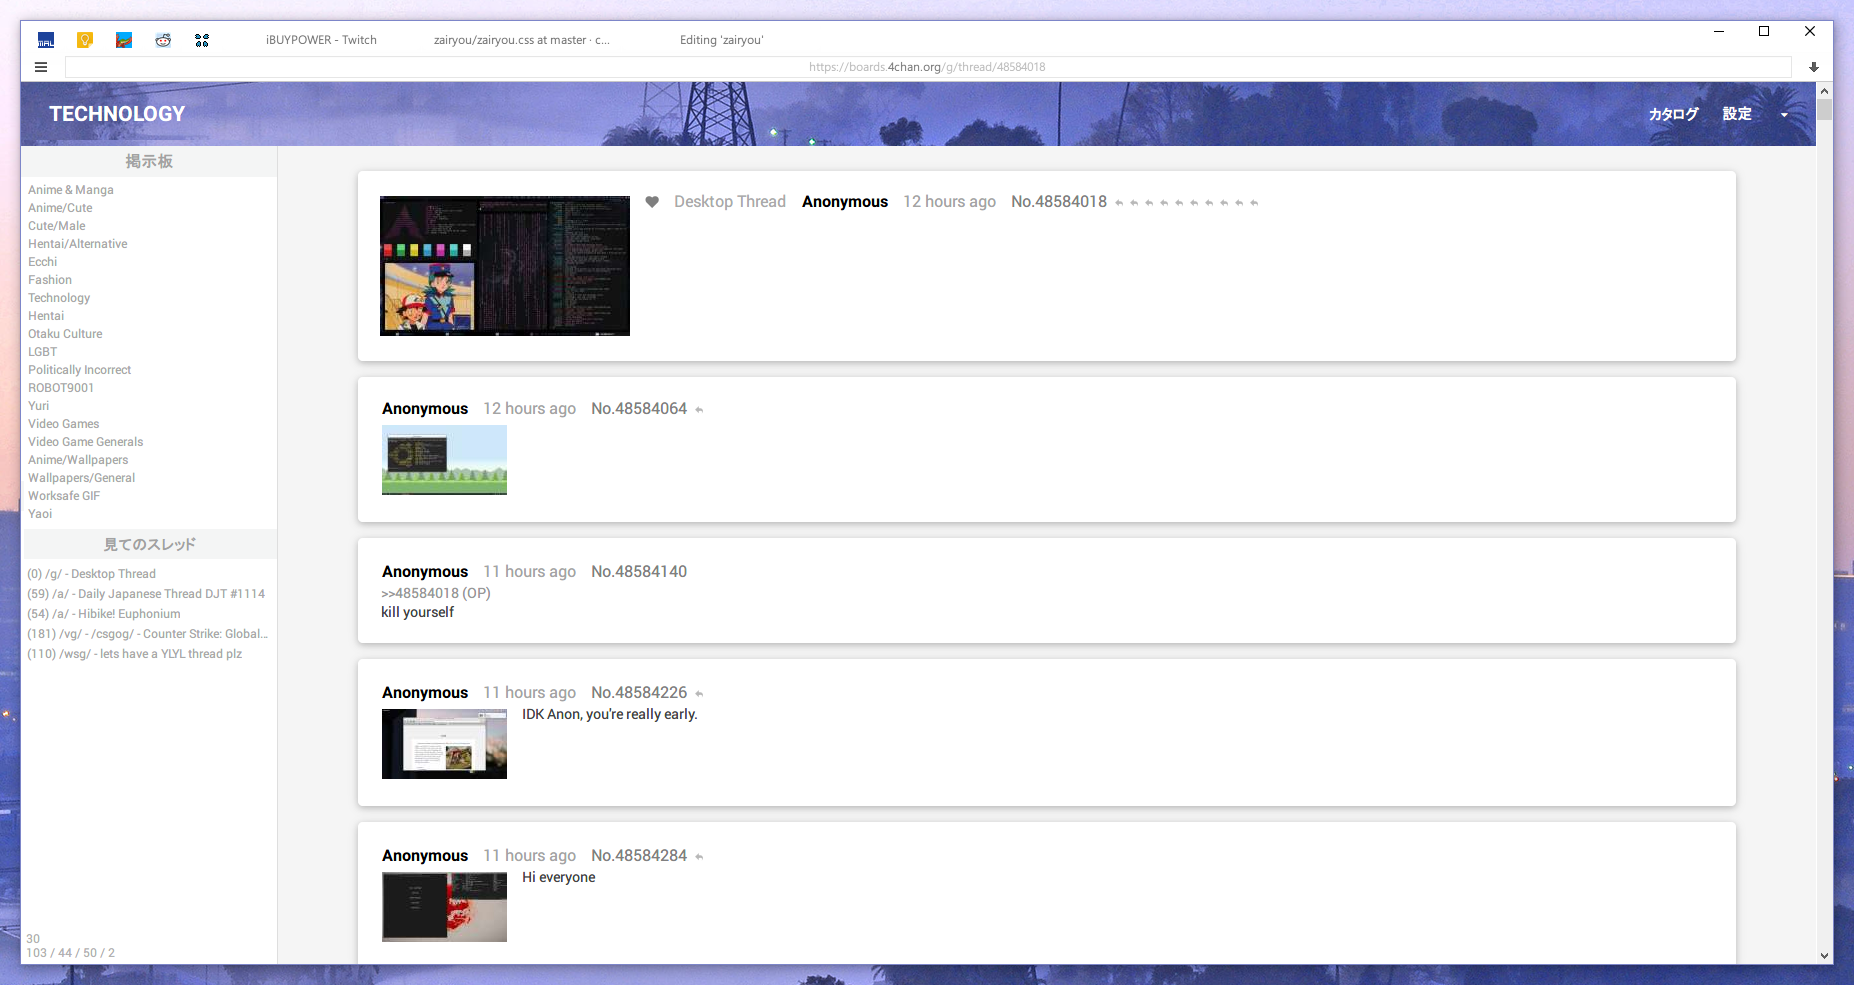 MAL
iBUYPOWER - Twitch
zairyou/zairyou.css at master · c...
Editing 'zairyou'
https://boards.4chan.org/g/thread/48584018
TECHNOLOGY
カタログ 設定
掲示板
Anime & Manga
Anime/Cute
Cute/Male
Hentai/Alternative
Ecchi
Fashion
Technology
Hentai
Otaku Culture
LGBT
Politically Incorrect
ROBOT9001
Yuri
Video Games
Video Game Generals
Anime/Wallpapers
Wallpapers/General
Worksafe GIF
Yaoi
見てのスレッド
(0) /g/ - Desktop Thread
(59) /a/ - Daily Japanese Thread DJT #1114
(54) /a/ - Hibike! Euphonium
(181) /vg/ - /csgog/ - Counter Strike: Global...
(110) /wsg/ - lets have a YLYL thread plz
30
103 / 44 / 50 / 2
Desktop Thread Anonymous 12 hours ago No.48584018
Anonymous 12 hours ago No.48584064
Anonymous 11 hours ago No.48584140
>>48584018 (OP)
kill yourself
Anonymous 11 hours ago No.48584226
IDK Anon, you're really early.
Anonymous 11 hours ago No.48584284
Hi everyone